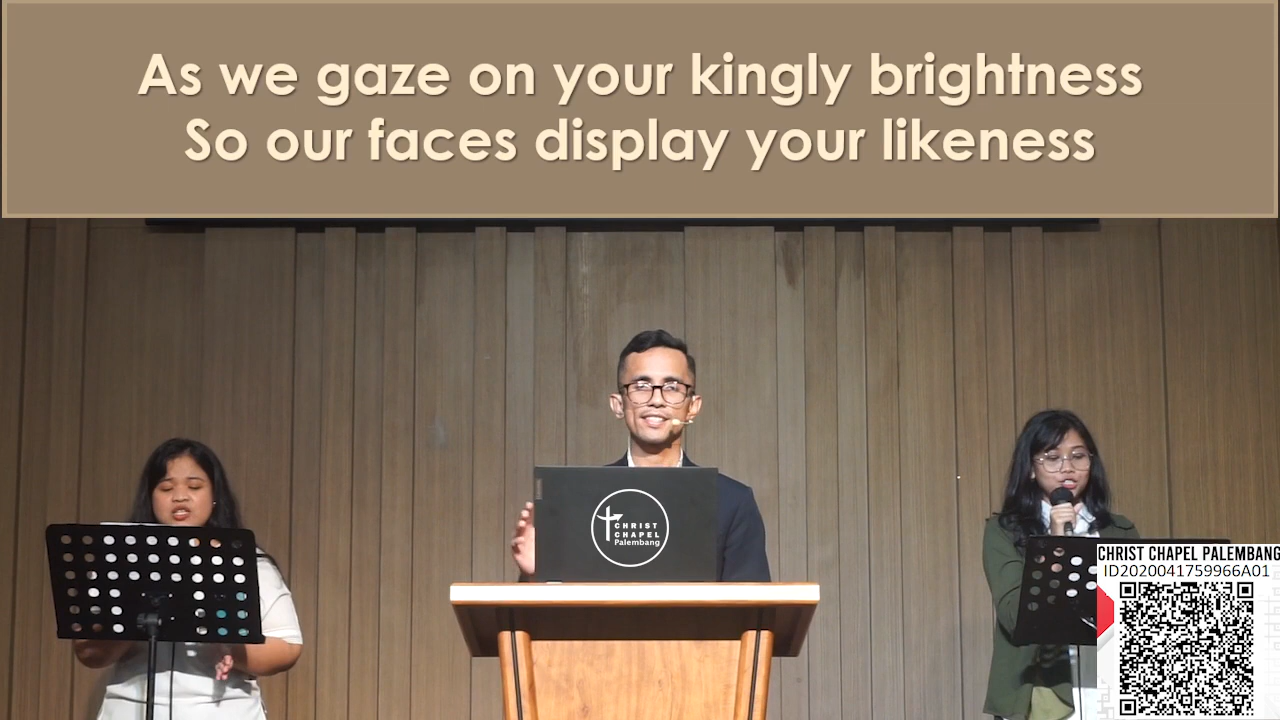 As we gaze on your kingly brightness
So our faces display your likeness
CHRIST
CHAPEL
Palembang
CHRIST CHAPEL PALEMBANG
ID2020041759966A01